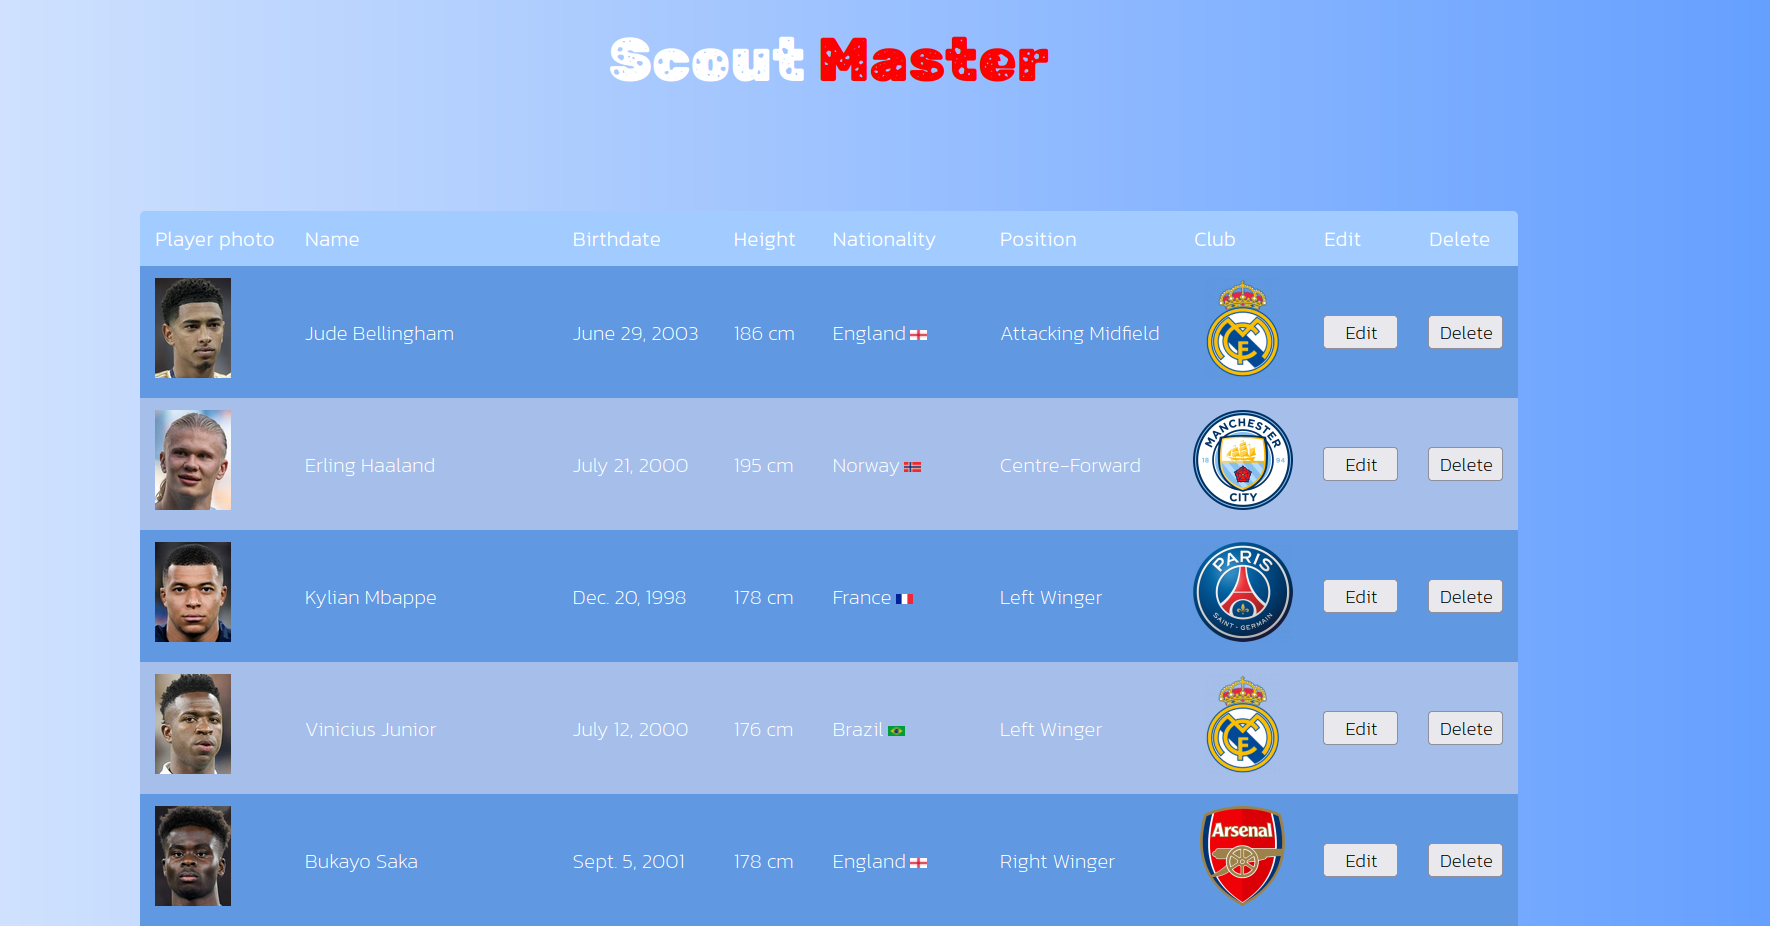 Scout Master
Player photo Name Birthdate Height Nationality Position Club Edit Delete
Jude Bellingham June 29, 2003 186 cm England Attacking Midfield Edit Delete
Erling Haaland July 21, 2000 195 cm Norway Centre-Forward MANCHESTER 18 94 CITY Edit Delete
Kylian Mbappe Dec. 20, 1998 178 cm France Left Winger PARIS SAINT-GERMAIN Edit Delete
Vinicius Junior July 12, 2000 176 cm Brazil Left Winger Edit Delete
Bukayo Saka Sept. 5, 2001 178 cm England Right Winger Arsenal Edit Delete